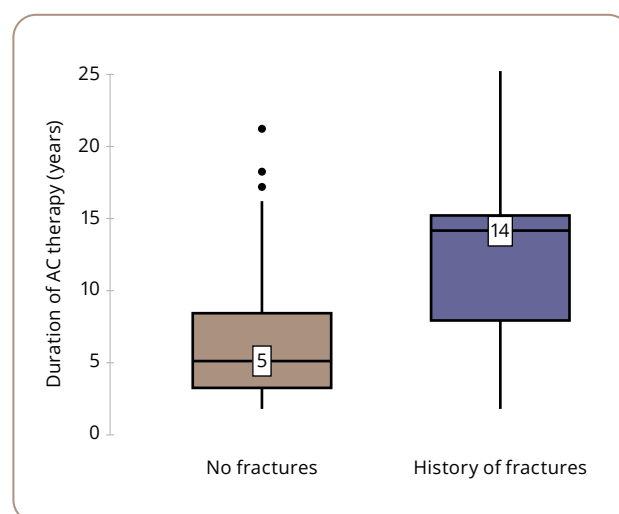 Duration of AC therapy (years)
25
20
15
10
5
0
5
14
No fractures
History of fractures